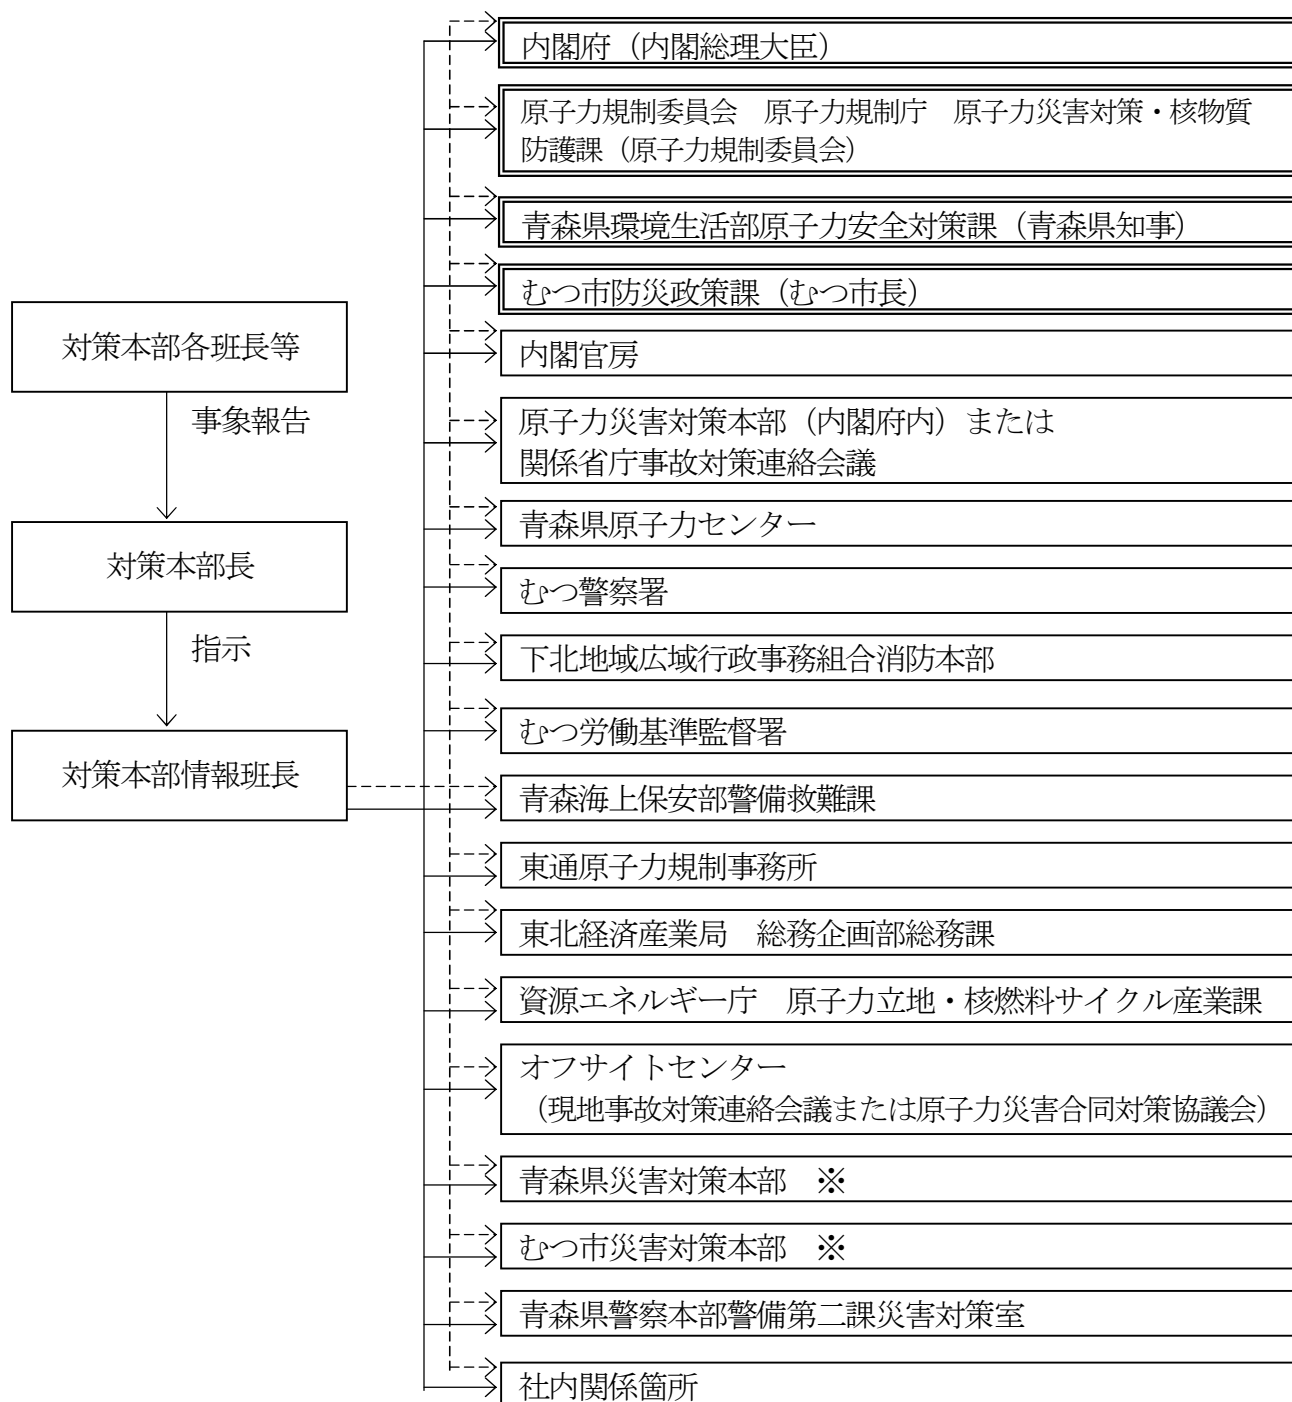 対策本部各班長等
事象報告
対策本部長
指示
対策本部情報班長
内閣府（内閣総理大臣）
原子力規制委員会　原子力規制庁　原子力災害対策・核物質
防護課（原子力規制委員会）
青森県環境生活部原子力安全対策課（青森県知事）
むつ市防災政策課（むつ市長）
内閣官房
原子力災害対策本部（内閣府内）または
関係省庁事故対策連絡会議
青森県原子力センター
むつ警察署
下北地域広域行政事務組合消防本部
むつ労働基準監督署
青森海上保安部警備救難課
東通原子力規制事務所
東北経済産業局　総務企画部総務課
資源エネルギー庁　原子力立地・核燃料サイクル産業課
オフサイトセンター
（現地事故対策連絡会議または原子力災害合同対策協議会）
青森県災害対策本部　※
むつ市災害対策本部　※
青森県警察本部警備第二課災害対策室
社内関係箇所